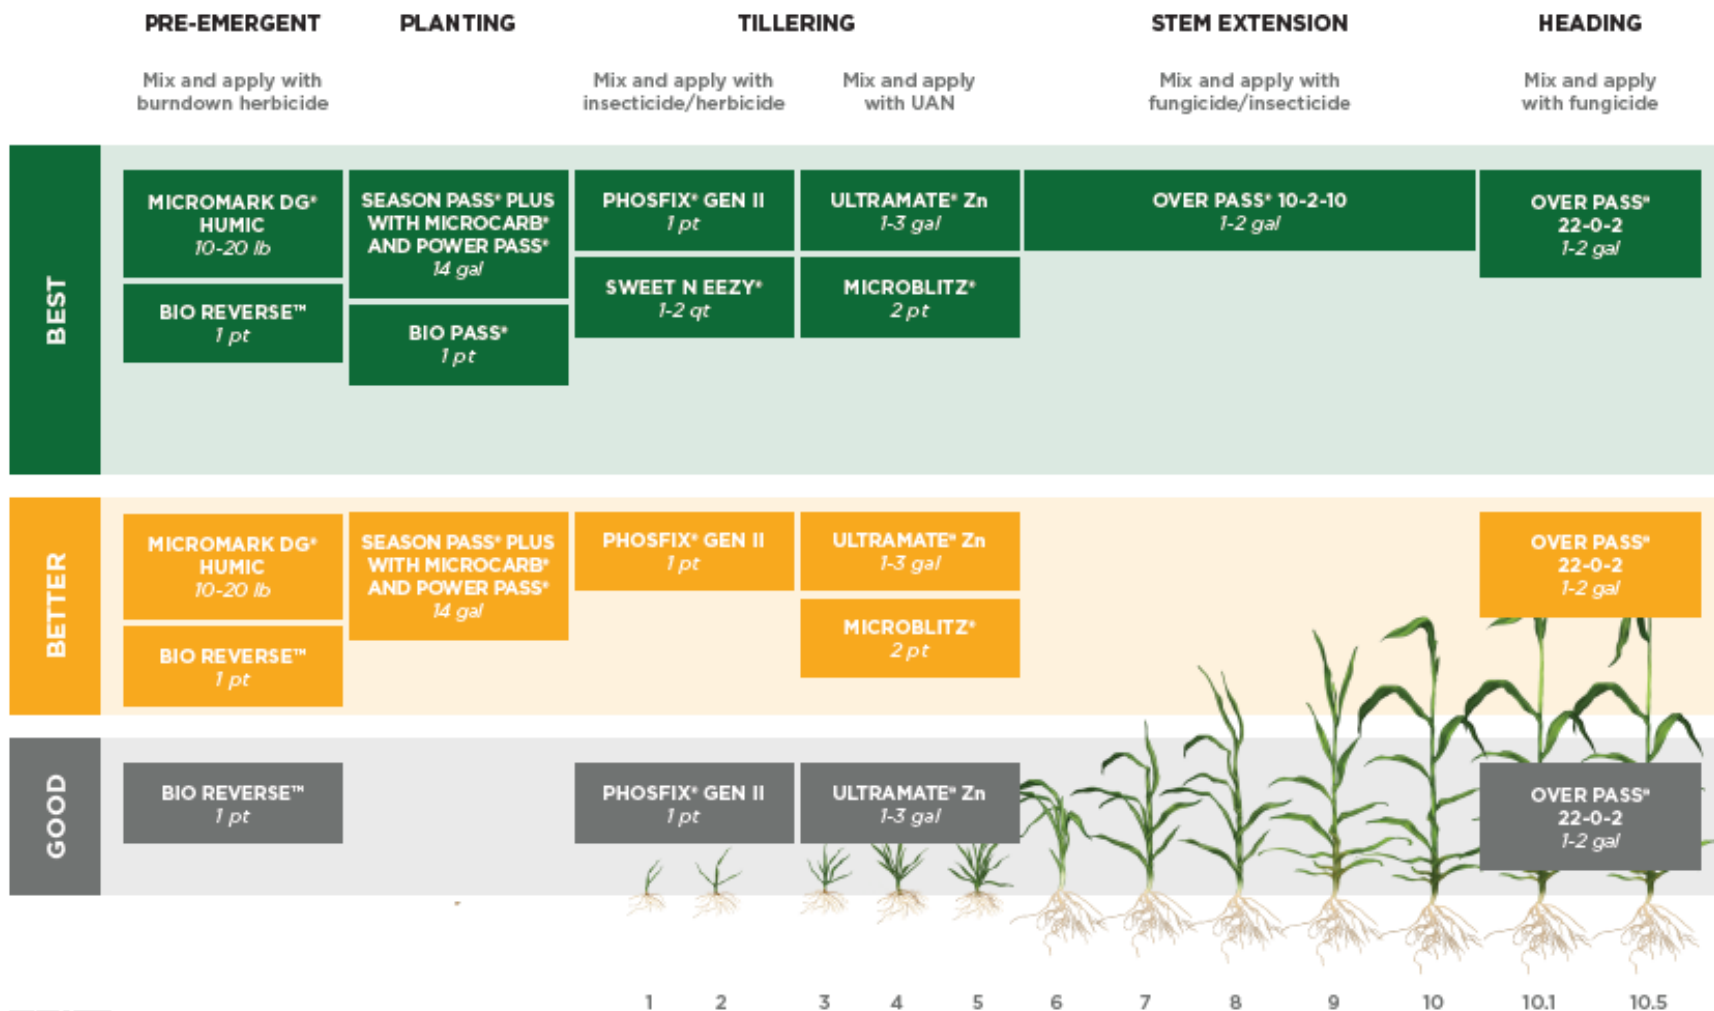 PRE-EMERGENT
PLANTING
TILLERING
STEM EXTENSION
HEADING
Mix and apply with
burndown herbicide
Mix and apply with
insecticide/herbicide
Mix and apply
with UAN
Mix and apply with
fungicide/insecticide
Mix and apply
with fungicide
BEST
MICROMARK DG®
HUMIC
10-20 lb
BIO REVERSE™
1 pt
SEASON PASS® PLUS
WITH MICROCARB®
AND POWER PASS®
14 gal
BIO PASS®
1 pt
PHOSFIX® GEN II
1 pt
SWEET N EEZY®
1-2 qt
ULTRAMATE® Zn
1-3 gal
MICROBLITZ®
2 pt
OVER PASS® 10-2-10
1-2 gal
OVER PASS®
22-0-2
1-2 gal
BETTER
MICROMARK DG®
HUMIC
10-20 lb
BIO REVERSE™
1 pt
SEASON PASS® PLUS
WITH MICROCARB®
AND POWER PASS®
14 gal
PHOSFIX® GEN II
1 pt
ULTRAMATE® Zn
1-3 gal
MICROBLITZ®
2 pt
OVER PASS®
22-0-2
1-2 gal
GOOD
BIO REVERSE™
1 pt
PHOSFIX® GEN II
1 pt
ULTRAMATE® Zn
1-3 gal
OVER PASS®
22-0-2
1-2 gal
1 2 3 4 5 6 7 8 9 10 10.1 10.5